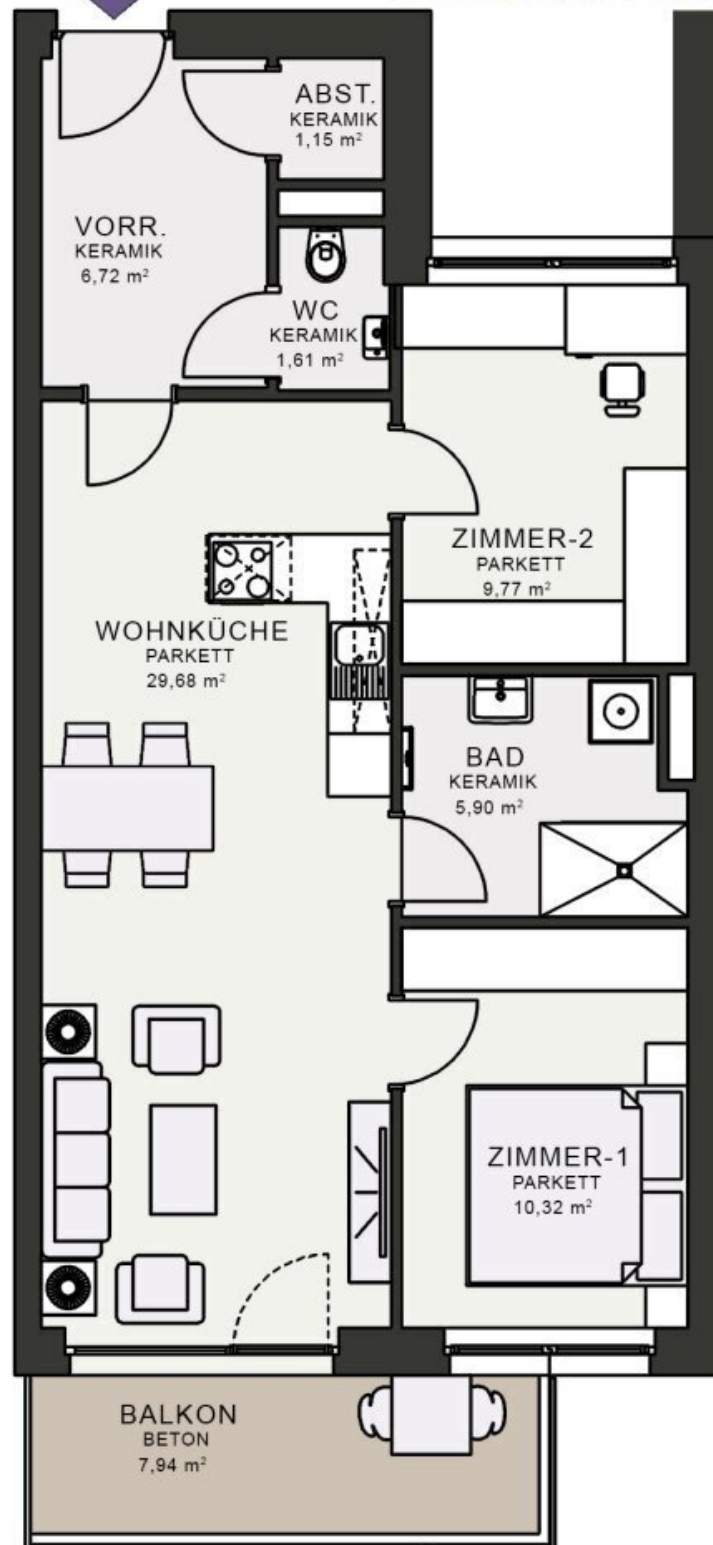 ABST.
KERAMIK
1,15 m²
VORR.
KERAMIK
6,72 m²
WC
KERAMIK
1,61 m²
ZIMMER-2
PARKETT
9,77 m²
WOHNKÜCHE
PARKETT
29,68 m²
BAD
KERAMIK
5,90 m²
ZIMMER-1
PARKETT
10,32 m²
BALKON
BETON
7,94 m²